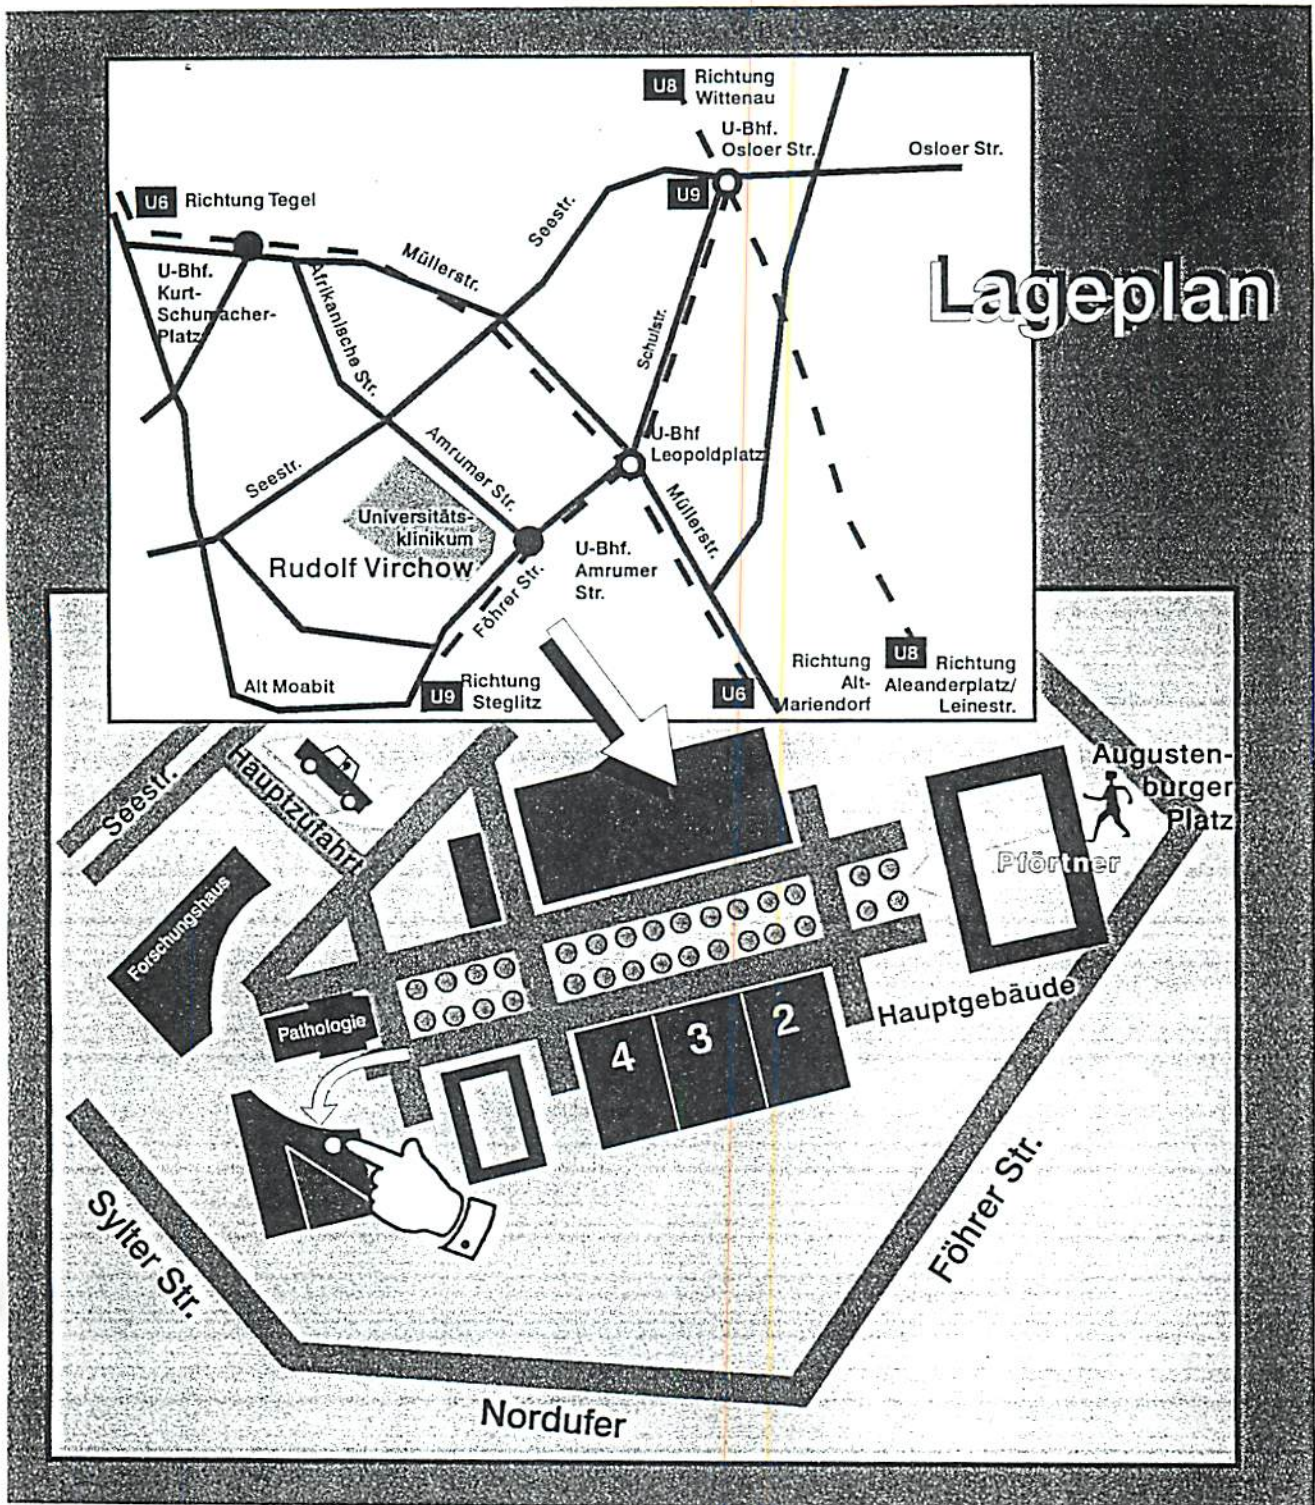 Lageplan
U8
Richtung
Wittenau
U-Bhf.
Osloer Str.
Osloer Str.
U9
U6
Richtung Tegel
U-Bhf.
Kurt-
Schumacher-
Platz
Afrikanische Str.
Müllerstr.
Seestr.
Schulstr.
U-Bhf
Leopoldplatz
Seestr.
Amrumer Str.
Müllerstr.
Universitäts-
klinikum
Rudolf Virchow
U-Bhf.
Amrumer
Str.
Föhrer Str.
Alt Moabit
U9
Richtung
Steglitz
U6
Richtung
Alt-
Mariendorf
U8
Richtung
Aleanderplatz/
Leinestr.
Seestr.
Hauptzufahrt
Augusten-
burger
Platz
Pförtner
Forschungshaus
Pathologie
Hauptgebäude
4
3
2
Sylter Str.
Föhrer Str.
Nordufer